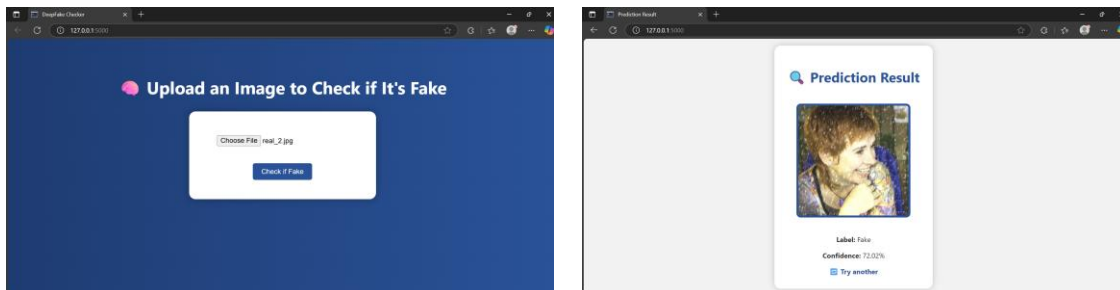 DeepFake Checker
127.0.0.1:5000
Upload an Image to Check if It's Fake
Choose File real_2.jpg
Check if Fake
Prediction Result
127.0.0.1:5000
Prediction Result
Label: Fake
Confidence: 72.02%
Try another